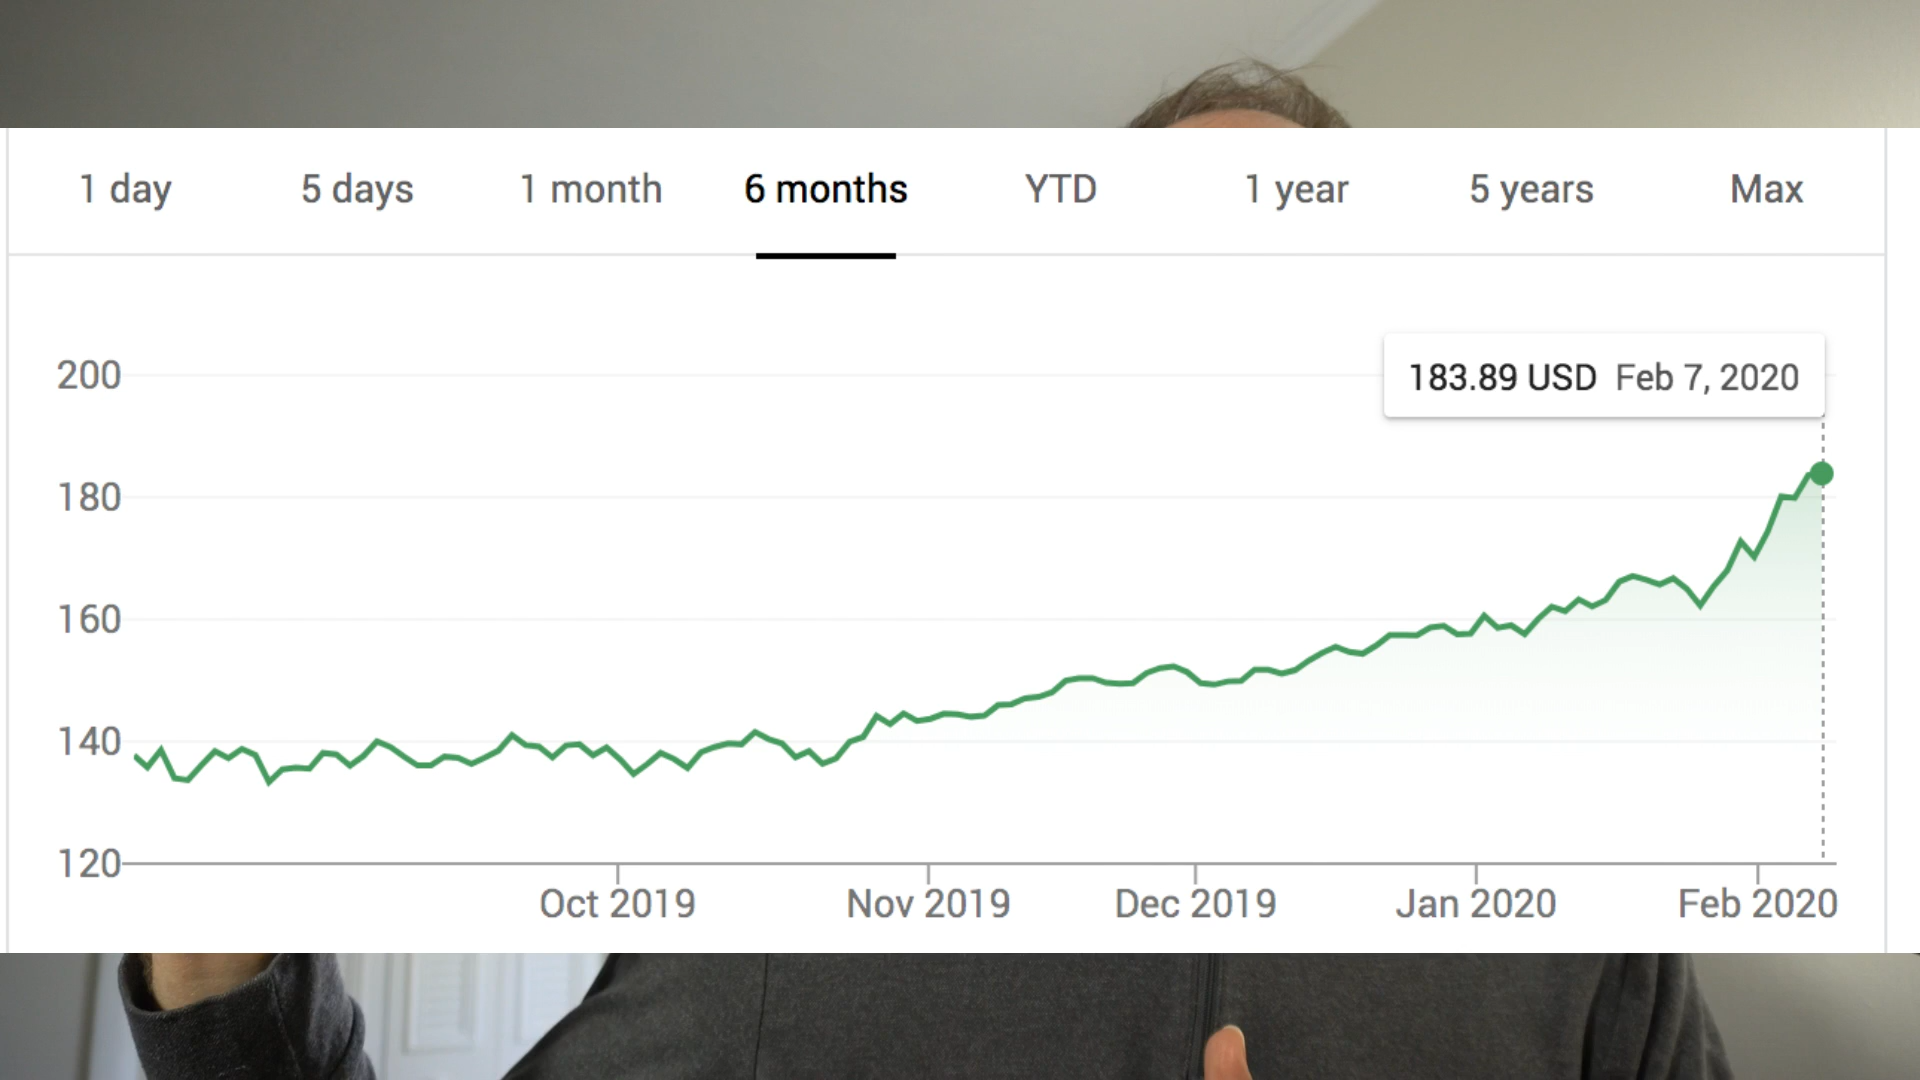 1 day 5 days 1 month 6 months YTD 1 year 5 years Max
200
183.89 USD Feb 7, 2020
180
160
140
120
Oct 2019 Nov 2019 Dec 2019 Jan 2020 Feb 2020